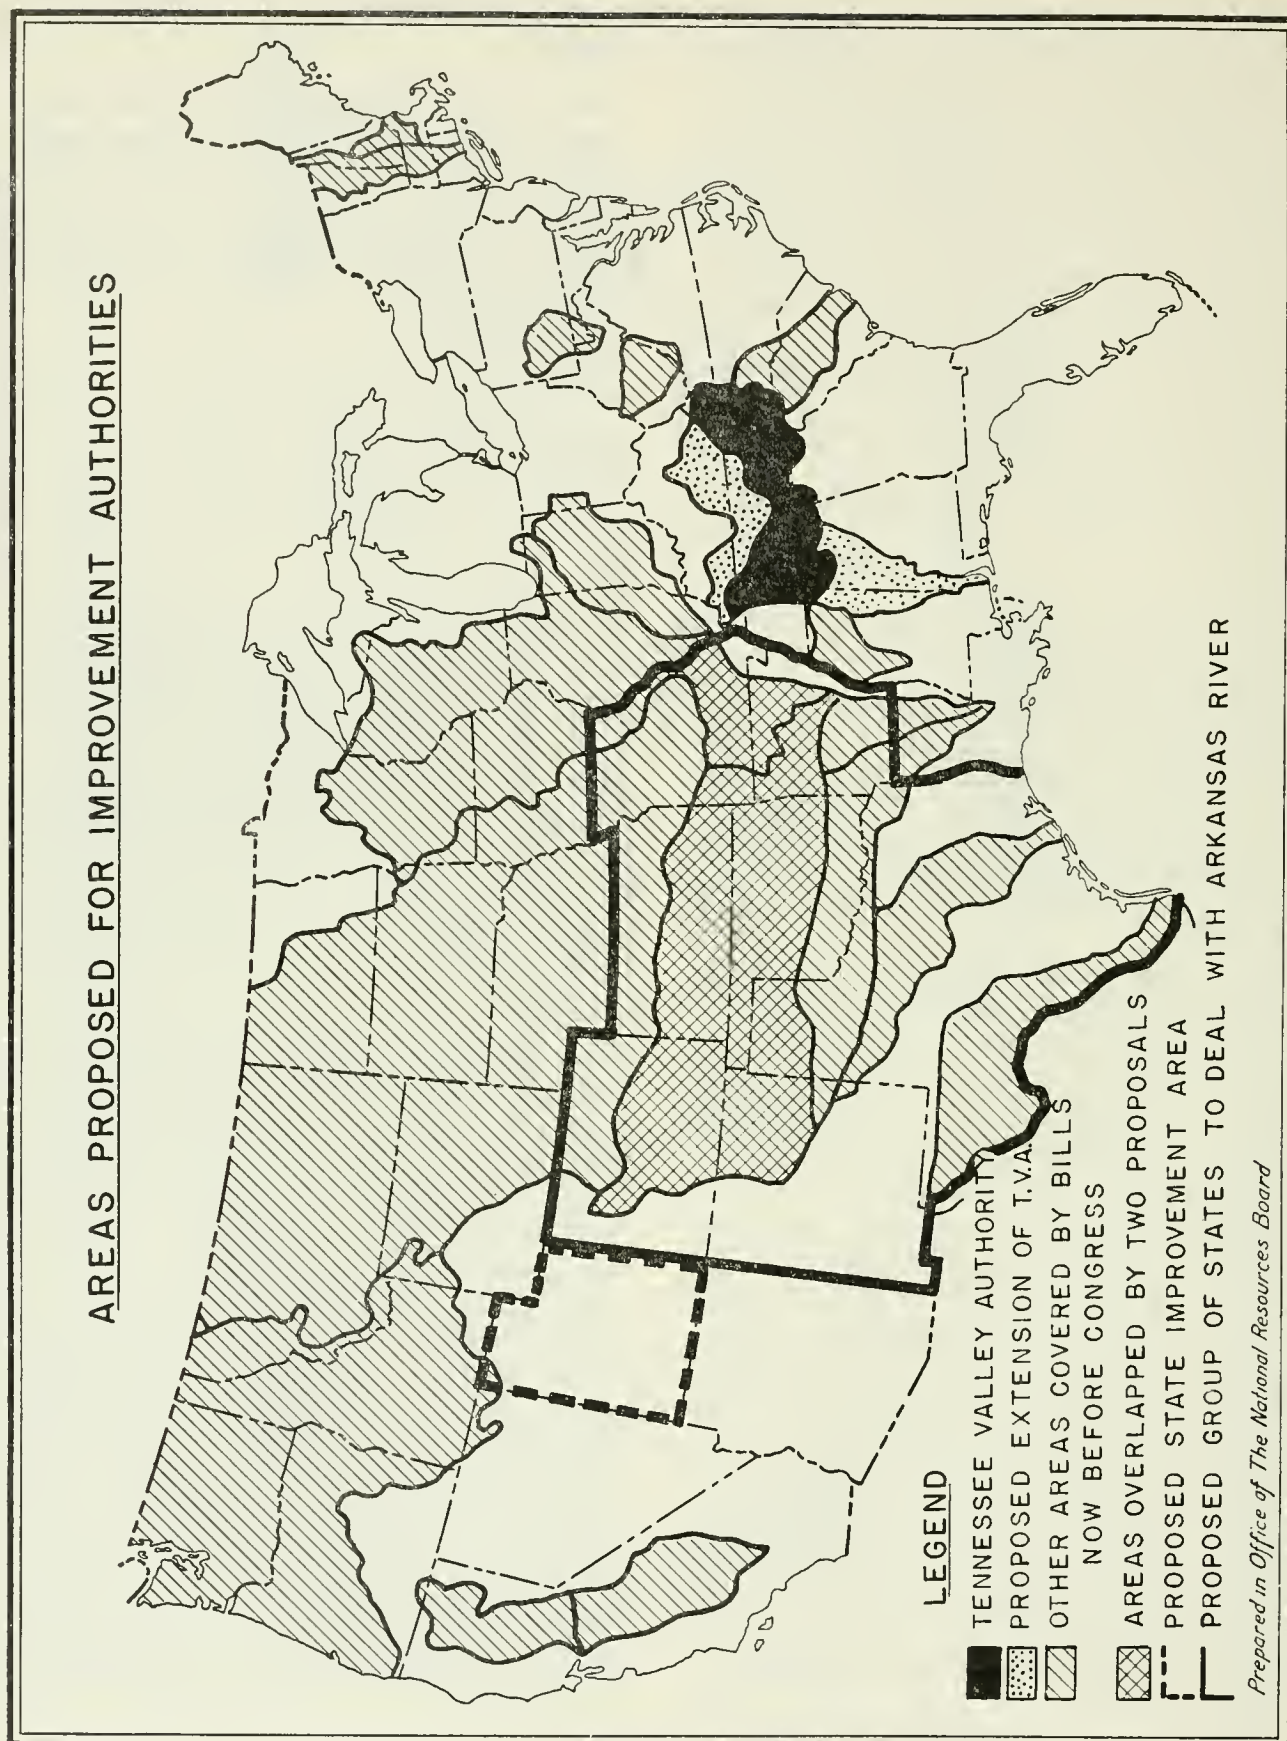 AREAS PROPOSED FOR IMPROVEMENT AUTHORITIES
LEGEND
TENNESSEE VALLEY AUTHORITY
PROPOSED EXTENSION OF T.V.A.
OTHER AREAS COVERED BY BILLS
NOW BEFORE CONGRESS
AREAS OVERLAPPED BY TWO PROPOSALS
PROPOSED STATE IMPROVEMENT AREA
PROPOSED GROUP OF STATES TO DEAL WITH ARKANSAS RIVER
Prepared in Office of The National Resources Board